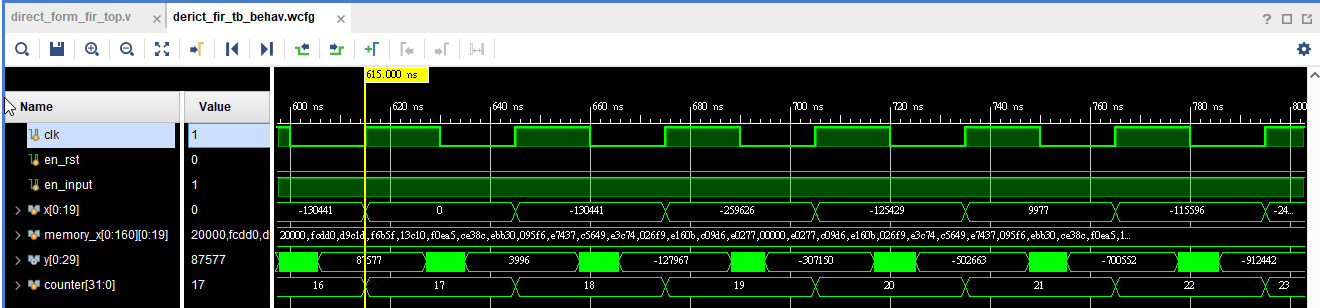 direct_form_fir_top.v × derict_fir_tb_behav.wcfg ×
615.000 ns
600 ns 620 ns 640 ns 660 ns 680 ns 700 ns 720 ns 740 ns 760 ns 780 ns 800
Name Value
clk 1
en_rst 0
en_input 1
x[0:19] 0 -130441 0 -130441 -259626 -125429 9977 -115596 -24...
memory_x[0:160][0:19] 20000,fcdd0,d 20000,fcdd0,d9c1d,f6b5f,13c10,f0ea5,ce38c,ebb30,095f6,e7437,c5649,e3c74,026f9,e160b,c09d6,e0277,00000,e0277,c09d6,e160b,026f9,e3c74,c5649,e7437,095f6,ebb30,ce38c,f0ea5,1...
y[0:29] 87577 87577 3996 -127967 -307150 -502663 -700552 -912442
counter[31:0] 17 16 17 18 19 20 21 22 23